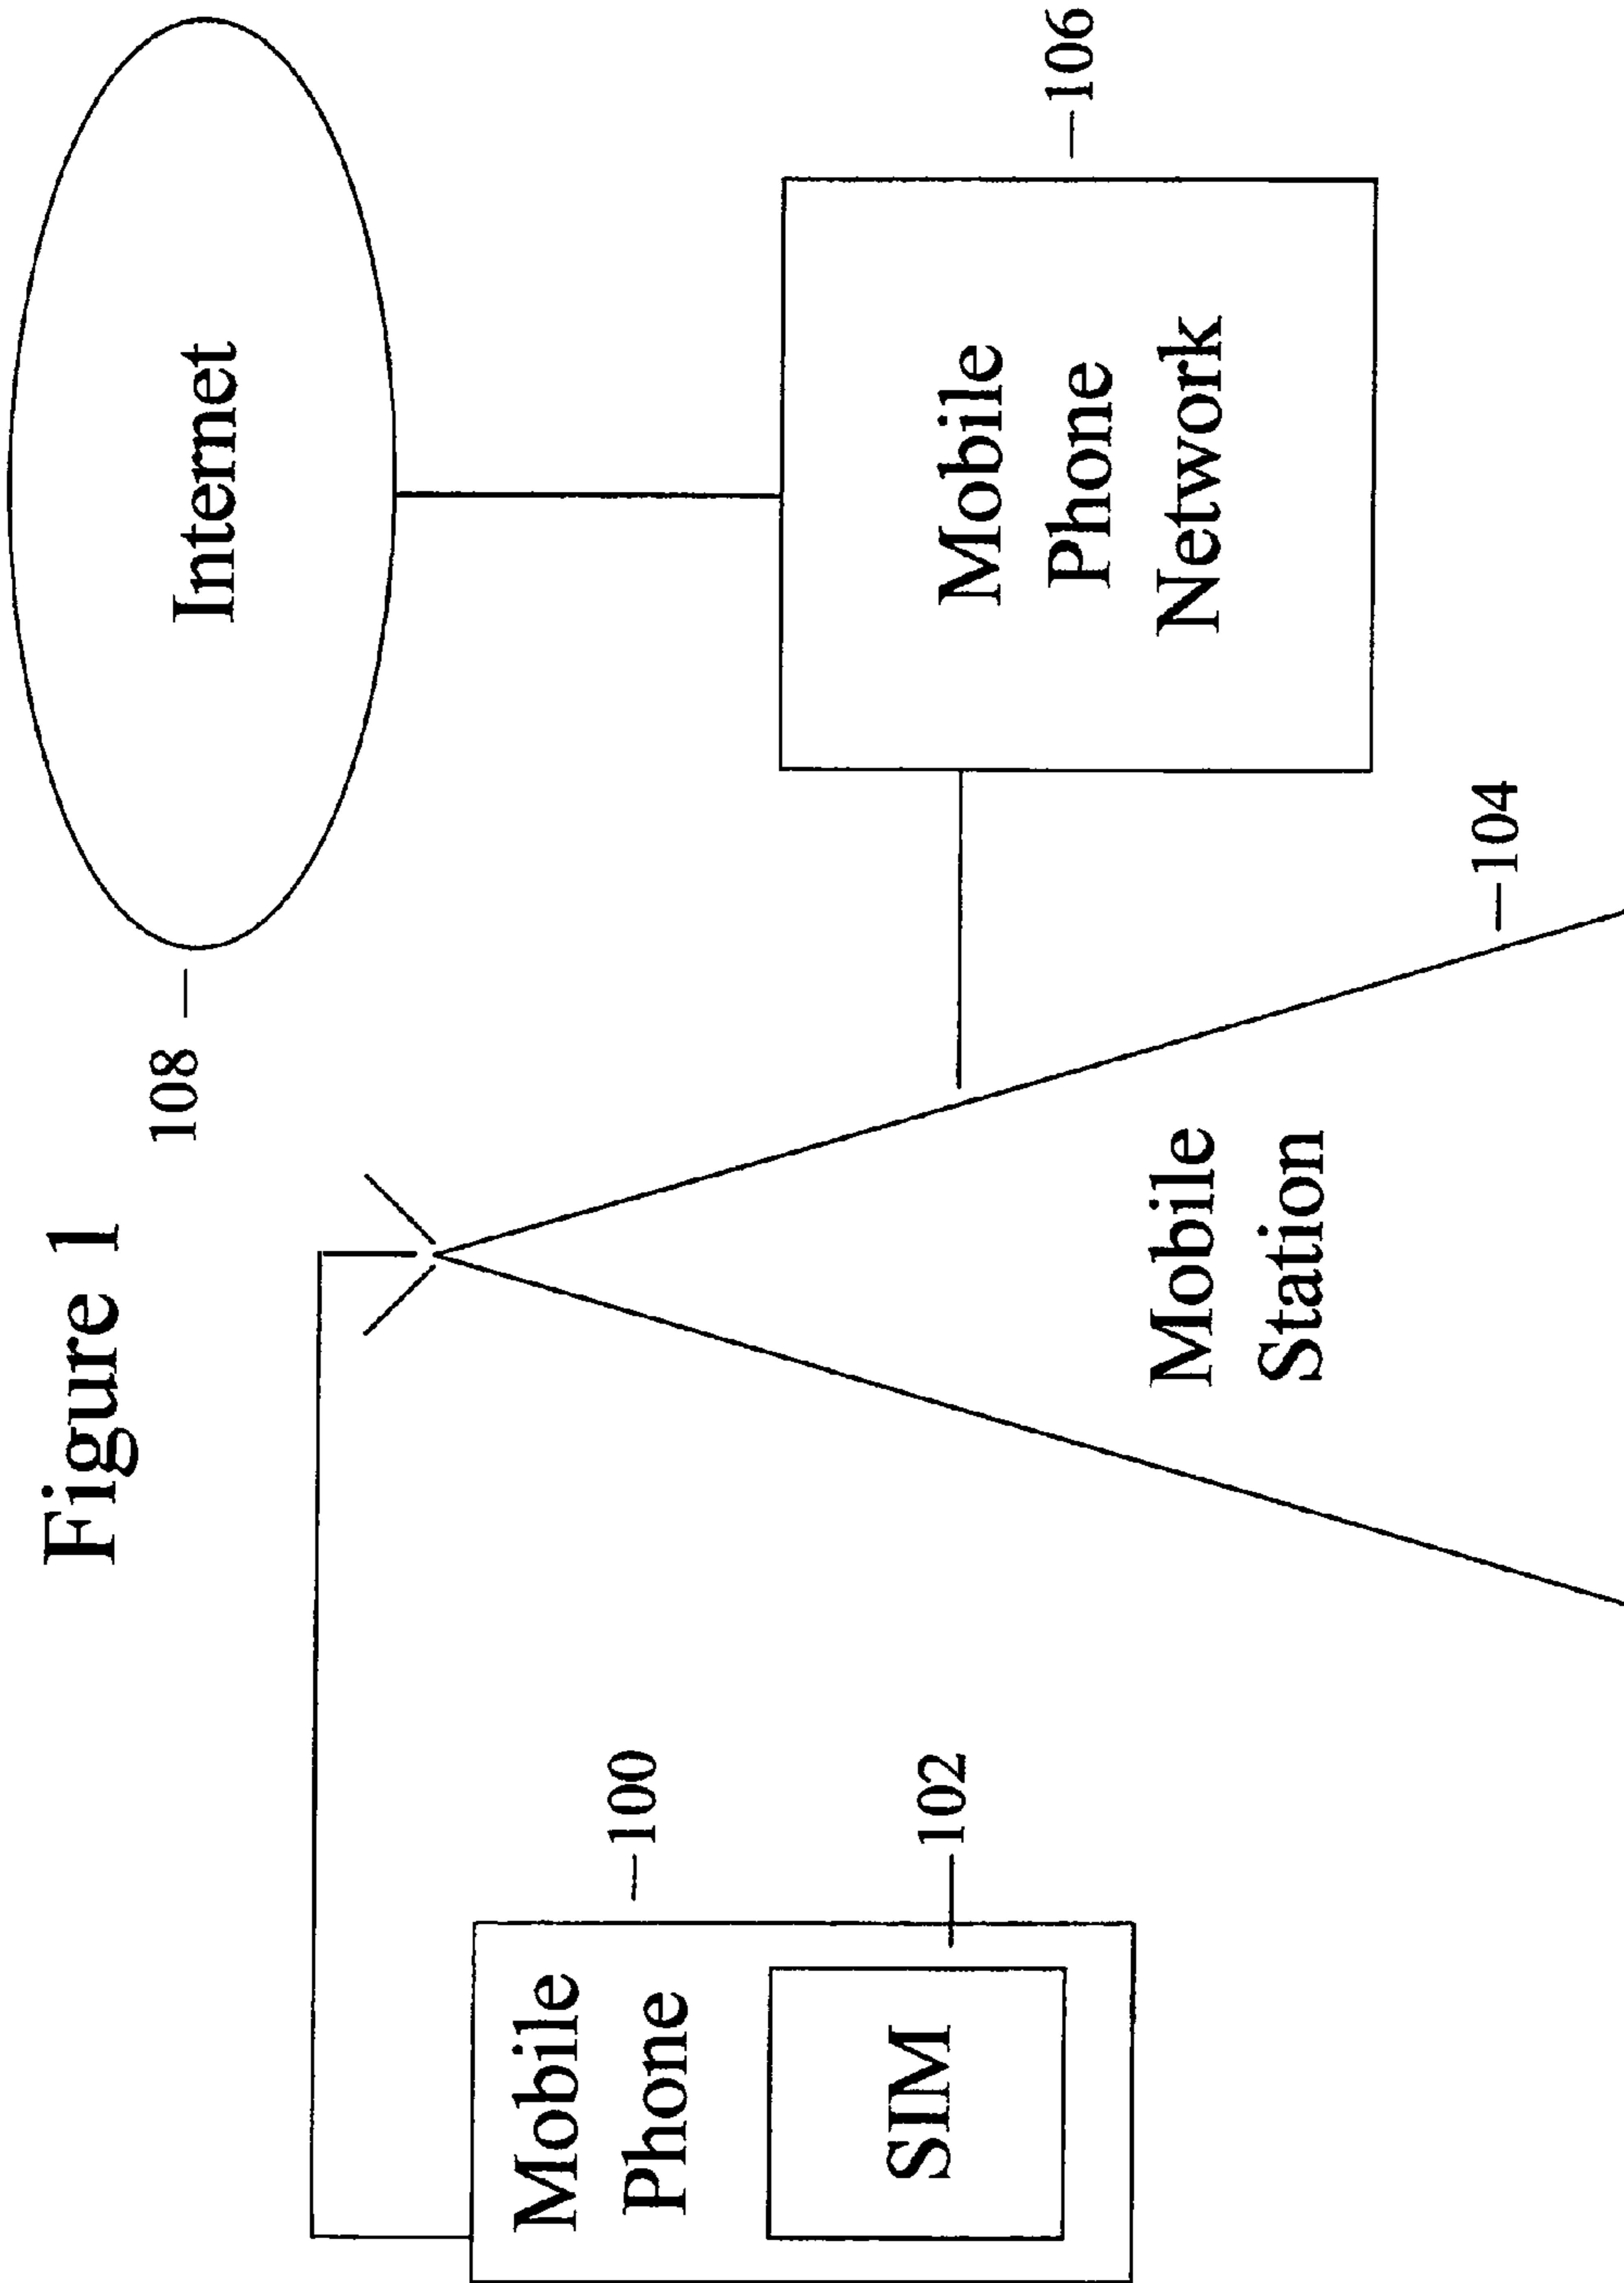 Figure 1
Mobile
Phone
100
SIM
102
Mobile
Station
104
108
Internet
Mobile
Phone
Network
106